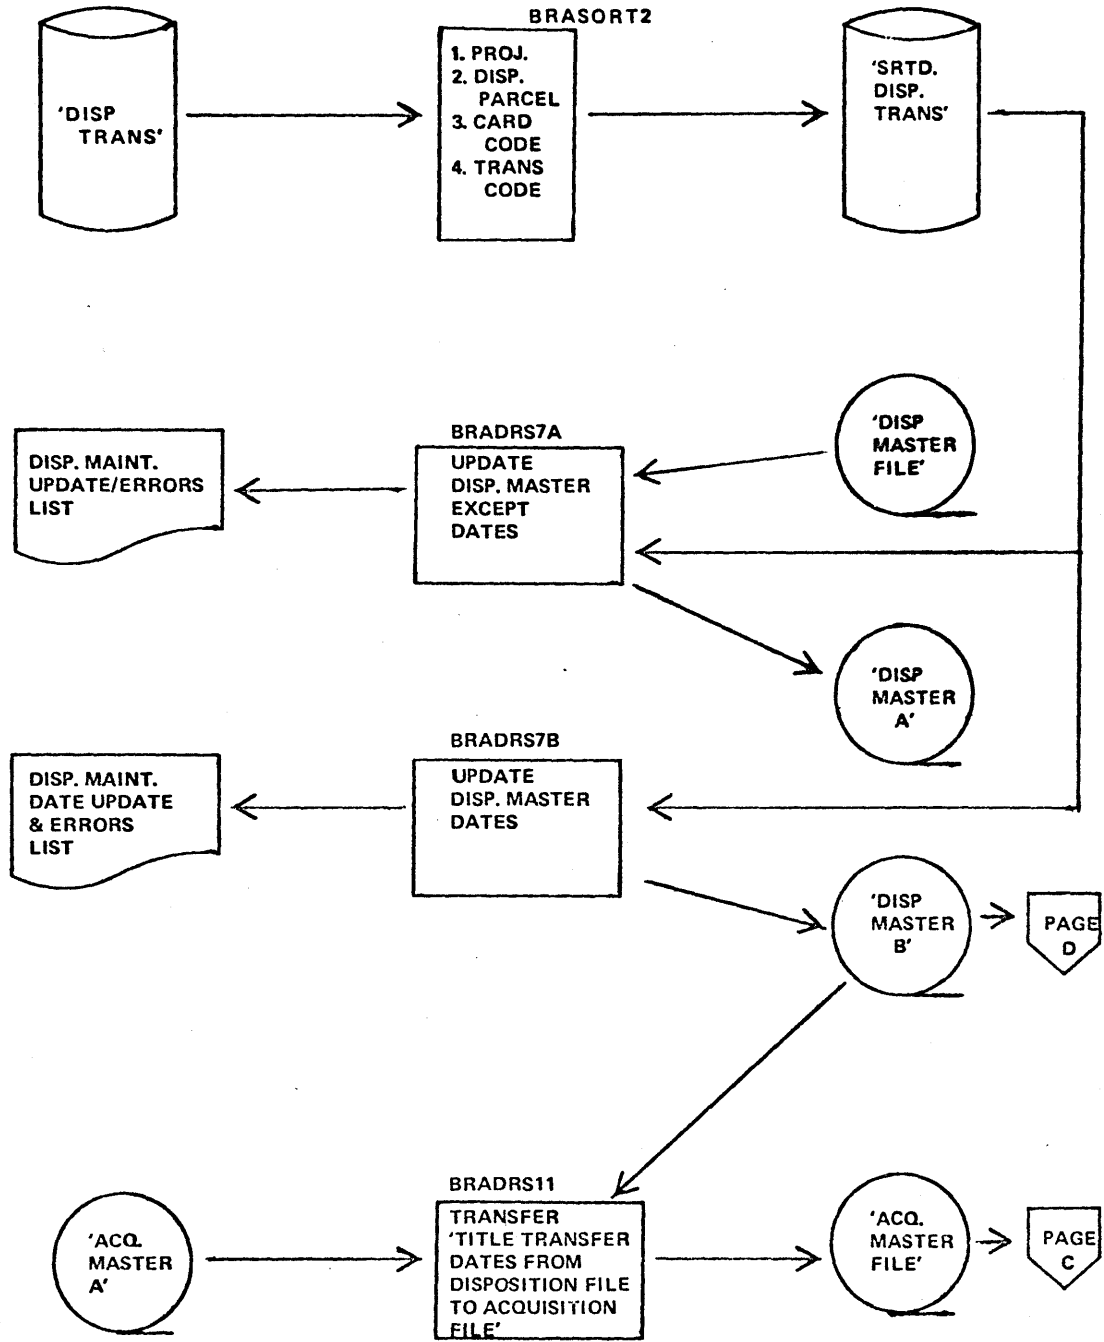 BRASORT2
'DISP
TRANS'
1. PROJ.
2. DISP.
PARCEL
3. CARD
CODE
4. TRANS
CODE
'SRTD.
DISP.
TRANS'
'DISP
MASTER
FILE'
BRADRS7A
UPDATE
DISP. MASTER
EXCEPT
DATES
DISP. MAINT.
UPDATE/ERRORS
LIST
'DISP
MASTER
A'
BRADRS7B
UPDATE
DISP. MASTER
DATES
DISP. MAINT.
DATE UPDATE
& ERRORS
LIST
'DISP
MASTER
B'
PAGE
D
BRADRS11
TRANSFER
'TITLE TRANSFER
DATES FROM
DISPOSITION FILE
TO ACQUISITION
FILE'
'ACQ.
MASTER
A'
'ACQ.
MASTER
FILE'
PAGE
C